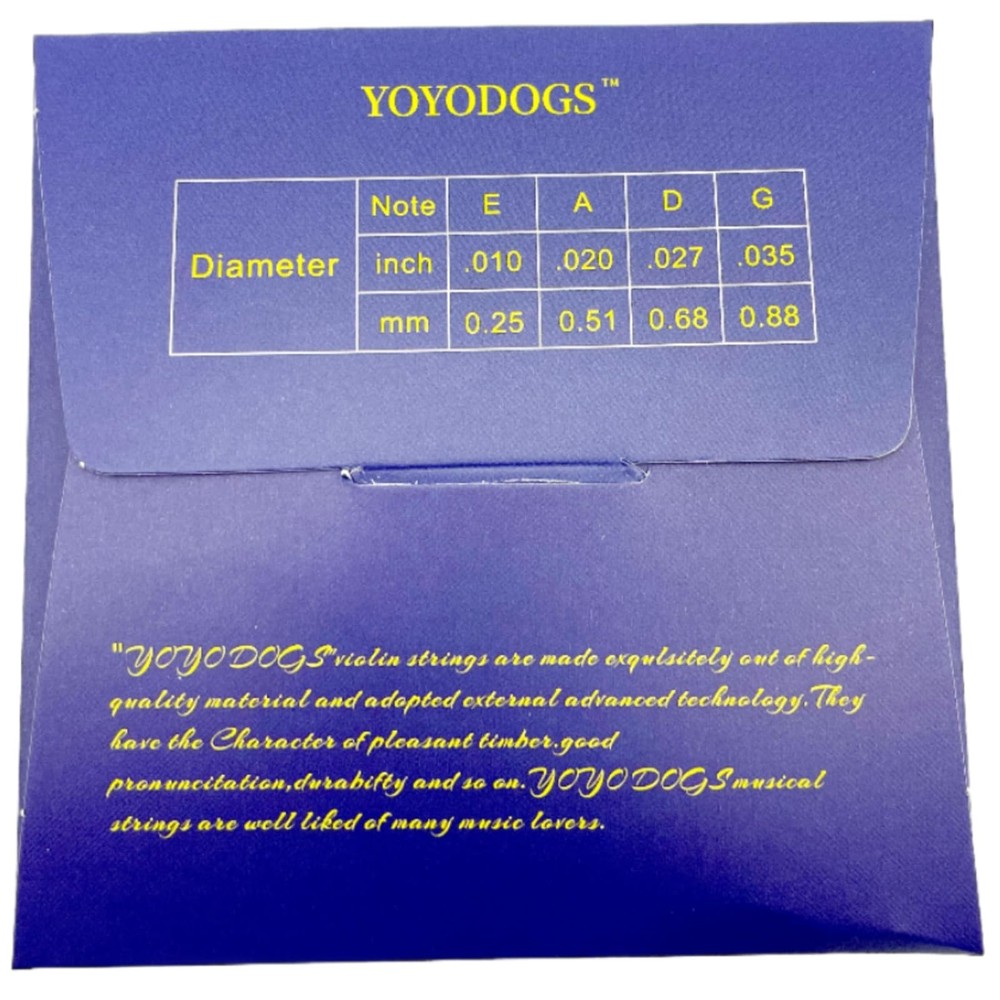 YOYODOGS™
Note E A D G
Diameter inch .010 .020 .027 .035
mm 0.25 0.51 0.68 0.88
"YOYODOGS"violin strings are made exqulsitely out of high-
quality material and adopted external advanced technology.They
have the Character of pleasant timber.good
pronuncitation,durabifty and so on.YOYODOGS musical
strings are well liked of many music lovers.